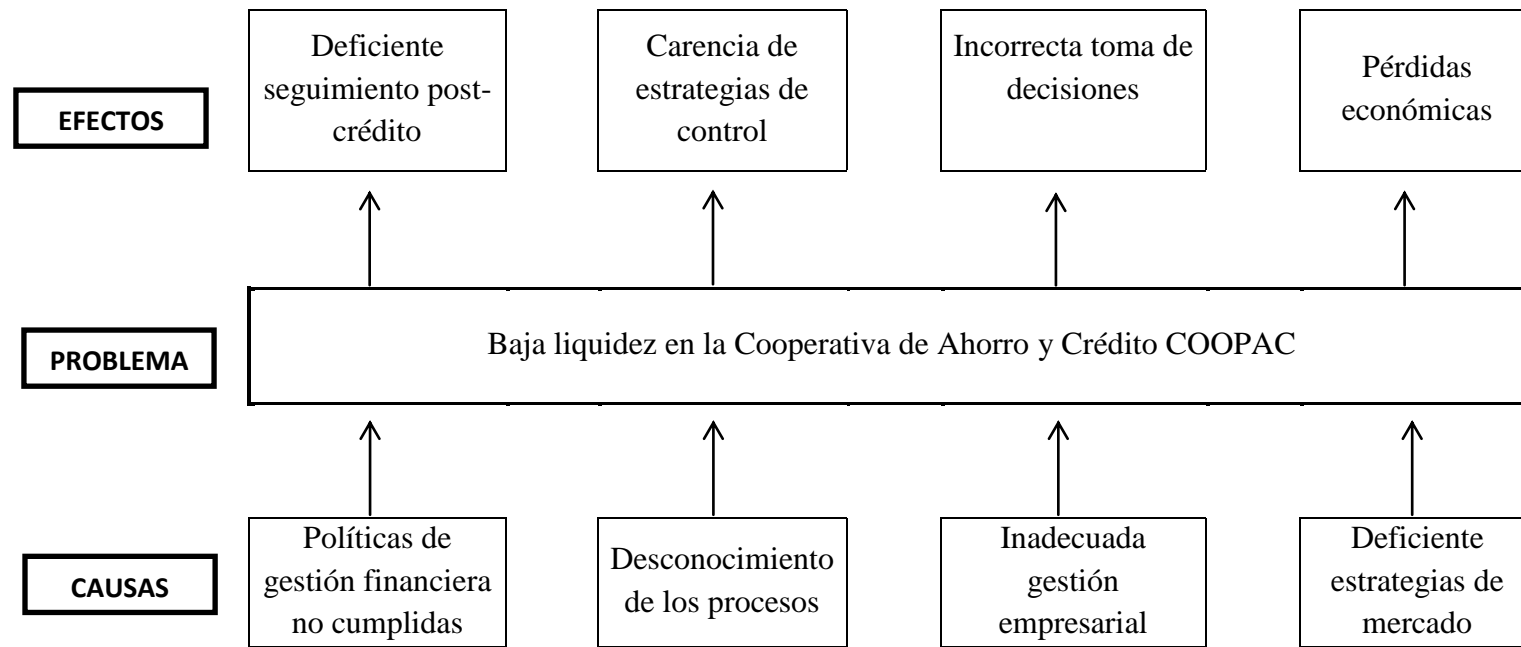 Deficiente
seguimiento post-
crédito
Carencia de
estrategias de
control
Incorrecta toma de
decisiones
Pérdidas
económicas
EFECTOS
Baja liquidez en la Cooperativa de Ahorro y Crédito COOPAC
PROBLEMA
Políticas de
gestión financiera
no cumplidas
Desconocimiento
de los procesos
Inadecuada
gestión
empresarial
Deficiente
estrategias de
mercado
CAUSAS